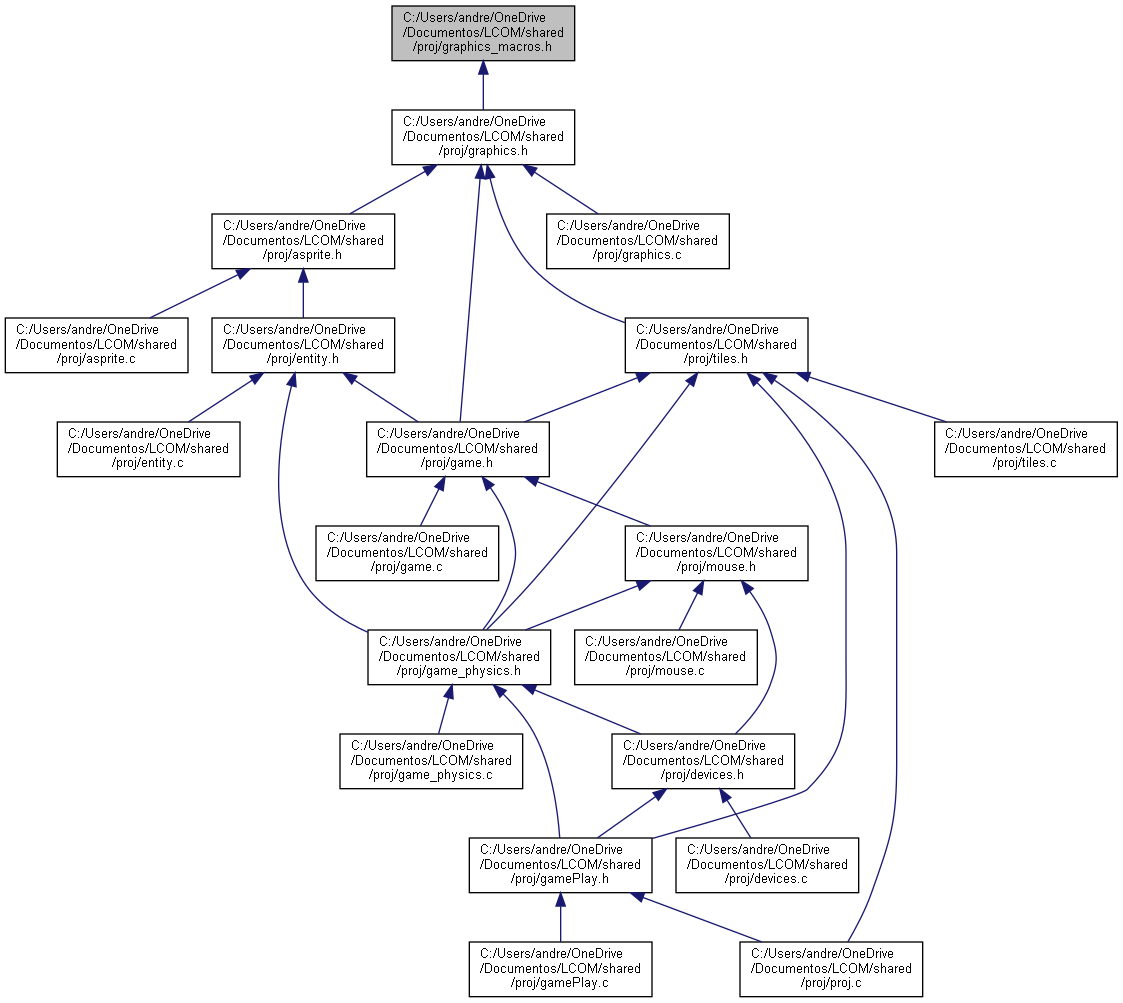 C:/Users/andre/OneDrive
/Documentos/LCOM/shared
/proj/graphics_macros.h
C:/Users/andre/OneDrive
/Documentos/LCOM/shared
/proj/graphics.h
C:/Users/andre/OneDrive
/Documentos/LCOM/shared
/proj/asprite.h
C:/Users/andre/OneDrive
/Documentos/LCOM/shared
/proj/graphics.c
C:/Users/andre/OneDrive
/Documentos/LCOM/shared
/proj/asprite.c
C:/Users/andre/OneDrive
/Documentos/LCOM/shared
/proj/entity.h
C:/Users/andre/OneDrive
/Documentos/LCOM/shared
/proj/tiles.h
C:/Users/andre/OneDrive
/Documentos/LCOM/shared
/proj/entity.c
C:/Users/andre/OneDrive
/Documentos/LCOM/shared
/proj/game.h
C:/Users/andre/OneDrive
/Documentos/LCOM/shared
/proj/tiles.c
C:/Users/andre/OneDrive
/Documentos/LCOM/shared
/proj/game.c
C:/Users/andre/OneDrive
/Documentos/LCOM/shared
/proj/mouse.h
C:/Users/andre/OneDrive
/Documentos/LCOM/shared
/proj/game_physics.h
C:/Users/andre/OneDrive
/Documentos/LCOM/shared
/proj/mouse.c
C:/Users/andre/OneDrive
/Documentos/LCOM/shared
/proj/game_physics.c
C:/Users/andre/OneDrive
/Documentos/LCOM/shared
/proj/devices.h
C:/Users/andre/OneDrive
/Documentos/LCOM/shared
/proj/gamePlay.h
C:/Users/andre/OneDrive
/Documentos/LCOM/shared
/proj/devices.c
C:/Users/andre/OneDrive
/Documentos/LCOM/shared
/proj/gamePlay.c
C:/Users/andre/OneDrive
/Documentos/LCOM/shared
/proj/proj.c